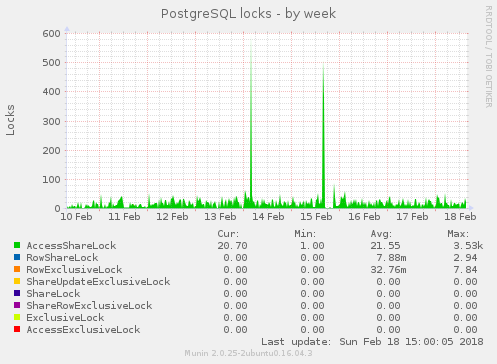 PostgreSQL locks - by week
RRDTOOL / TOBI OETIKER
Locks
600
500
400
300
200
100
0
10 Feb 11 Feb 12 Feb 13 Feb 14 Feb 15 Feb 16 Feb 17 Feb 18 Feb
Cur: Min: Avg: Max:
AccessShareLock 20.70 1.00 21.55 3.53k
RowShareLock 0.00 0.00 7.88m 2.94
RowExclusiveLock 0.00 0.00 32.76m 7.84
ShareUpdateExclusiveLock 0.00 0.00 0.00 0.00
ShareLock 0.00 0.00 0.00 0.00
ShareRowExclusiveLock 0.00 0.00 0.00 0.00
ExclusiveLock 0.00 0.00 0.00 0.00
AccessExclusiveLock 0.00 0.00 0.00 0.00
Last update: Sun Feb 18 15:00:05 2018
Munin 2.0.25-2ubuntu0.16.04.3